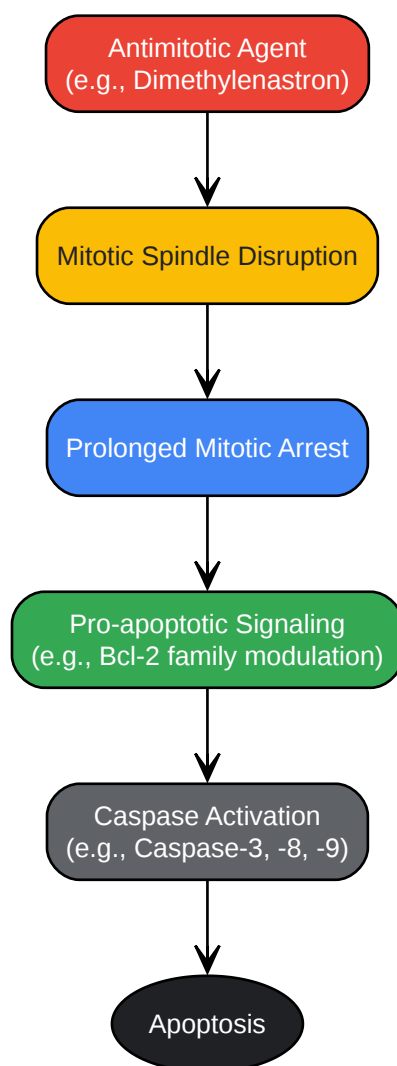 Antimitotic Agent
(e.g., Dimethylenastron)
Mitotic Spindle Disruption
Prolonged Mitotic Arrest
Pro-apoptotic Signaling
(e.g., Bcl-2 family modulation)
Caspase Activation
(e.g., Caspase-3, -8, -9)
Apoptosis